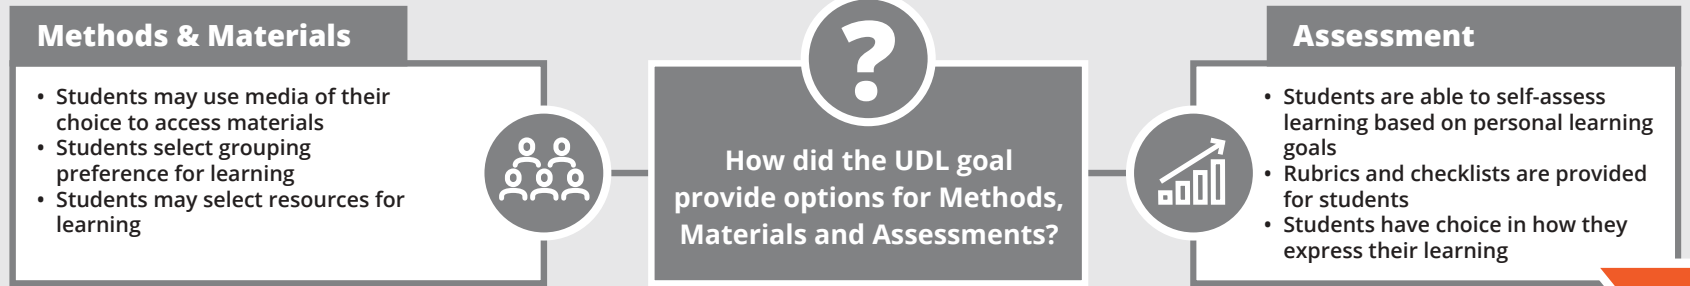 Methods & Materials
• Students may use media of their
choice to access materials
• Students select grouping
preference for learning
• Students may select resources for
learning
?
How did the UDL goal
provide options for Methods,
Materials and Assessments?
Assessment
• Students are able to self-assess
learning based on personal learning
goals
• Rubrics and checklists are provided
for students
• Students have choice in how they
express their learning